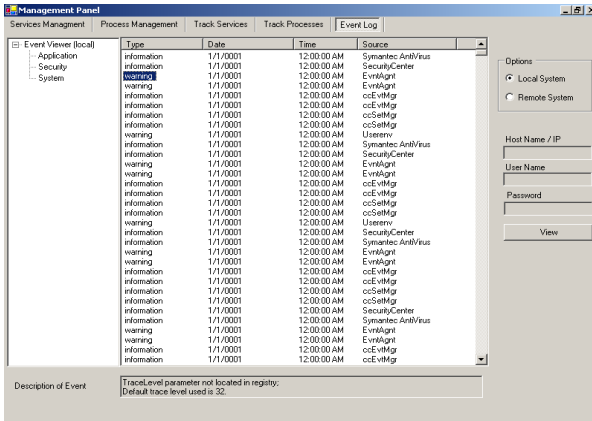 Management Panel
Services Managment Process Management Track Services Track Processes Event Log
Event Viewer (local)
Application
Security
System
Type Date Time Source
information 1/1/0001 12:00:00 AM Symantec AntiVirus
information 1/1/0001 12:00:00 AM SecurityCenter
warning 1/1/0001 12:00:00 AM EvntAgnt
warning 1/1/0001 12:00:00 AM EvntAgnt
information 1/1/0001 12:00:00 AM ccEvtMgr
information 1/1/0001 12:00:00 AM ccEvtMgr
information 1/1/0001 12:00:00 AM ccSetMgr
information 1/1/0001 12:00:00 AM ccSetMgr
warning 1/1/0001 12:00:00 AM Userenv
information 1/1/0001 12:00:00 AM Symantec AntiVirus
information 1/1/0001 12:00:00 AM SecurityCenter
warning 1/1/0001 12:00:00 AM EvntAgnt
warning 1/1/0001 12:00:00 AM EvntAgnt
information 1/1/0001 12:00:00 AM ccEvtMgr
information 1/1/0001 12:00:00 AM ccEvtMgr
information 1/1/0001 12:00:00 AM ccSetMgr
information 1/1/0001 12:00:00 AM ccSetMgr
warning 1/1/0001 12:00:00 AM Userenv
information 1/1/0001 12:00:00 AM SecurityCenter
information 1/1/0001 12:00:00 AM Symantec AntiVirus
warning 1/1/0001 12:00:00 AM EvntAgnt
warning 1/1/0001 12:00:00 AM EvntAgnt
information 1/1/0001 12:00:00 AM ccEvtMgr
information 1/1/0001 12:00:00 AM ccEvtMgr
information 1/1/0001 12:00:00 AM ccSetMgr
information 1/1/0001 12:00:00 AM ccSetMgr
information 1/1/0001 12:00:00 AM SecurityCenter
information 1/1/0001 12:00:00 AM Symantec AntiVirus
warning 1/1/0001 12:00:00 AM EvntAgnt
warning 1/1/0001 12:00:00 AM EvntAgnt
information 1/1/0001 12:00:00 AM ccEvtMgr
information 1/1/0001 12:00:00 AM ccEvtMgr
Options
Local System
Remote System
Host Name / IP
User Name
Password
View
Description of Event
TraceLevel parameter not located in registry;
Default trace level used is 32.